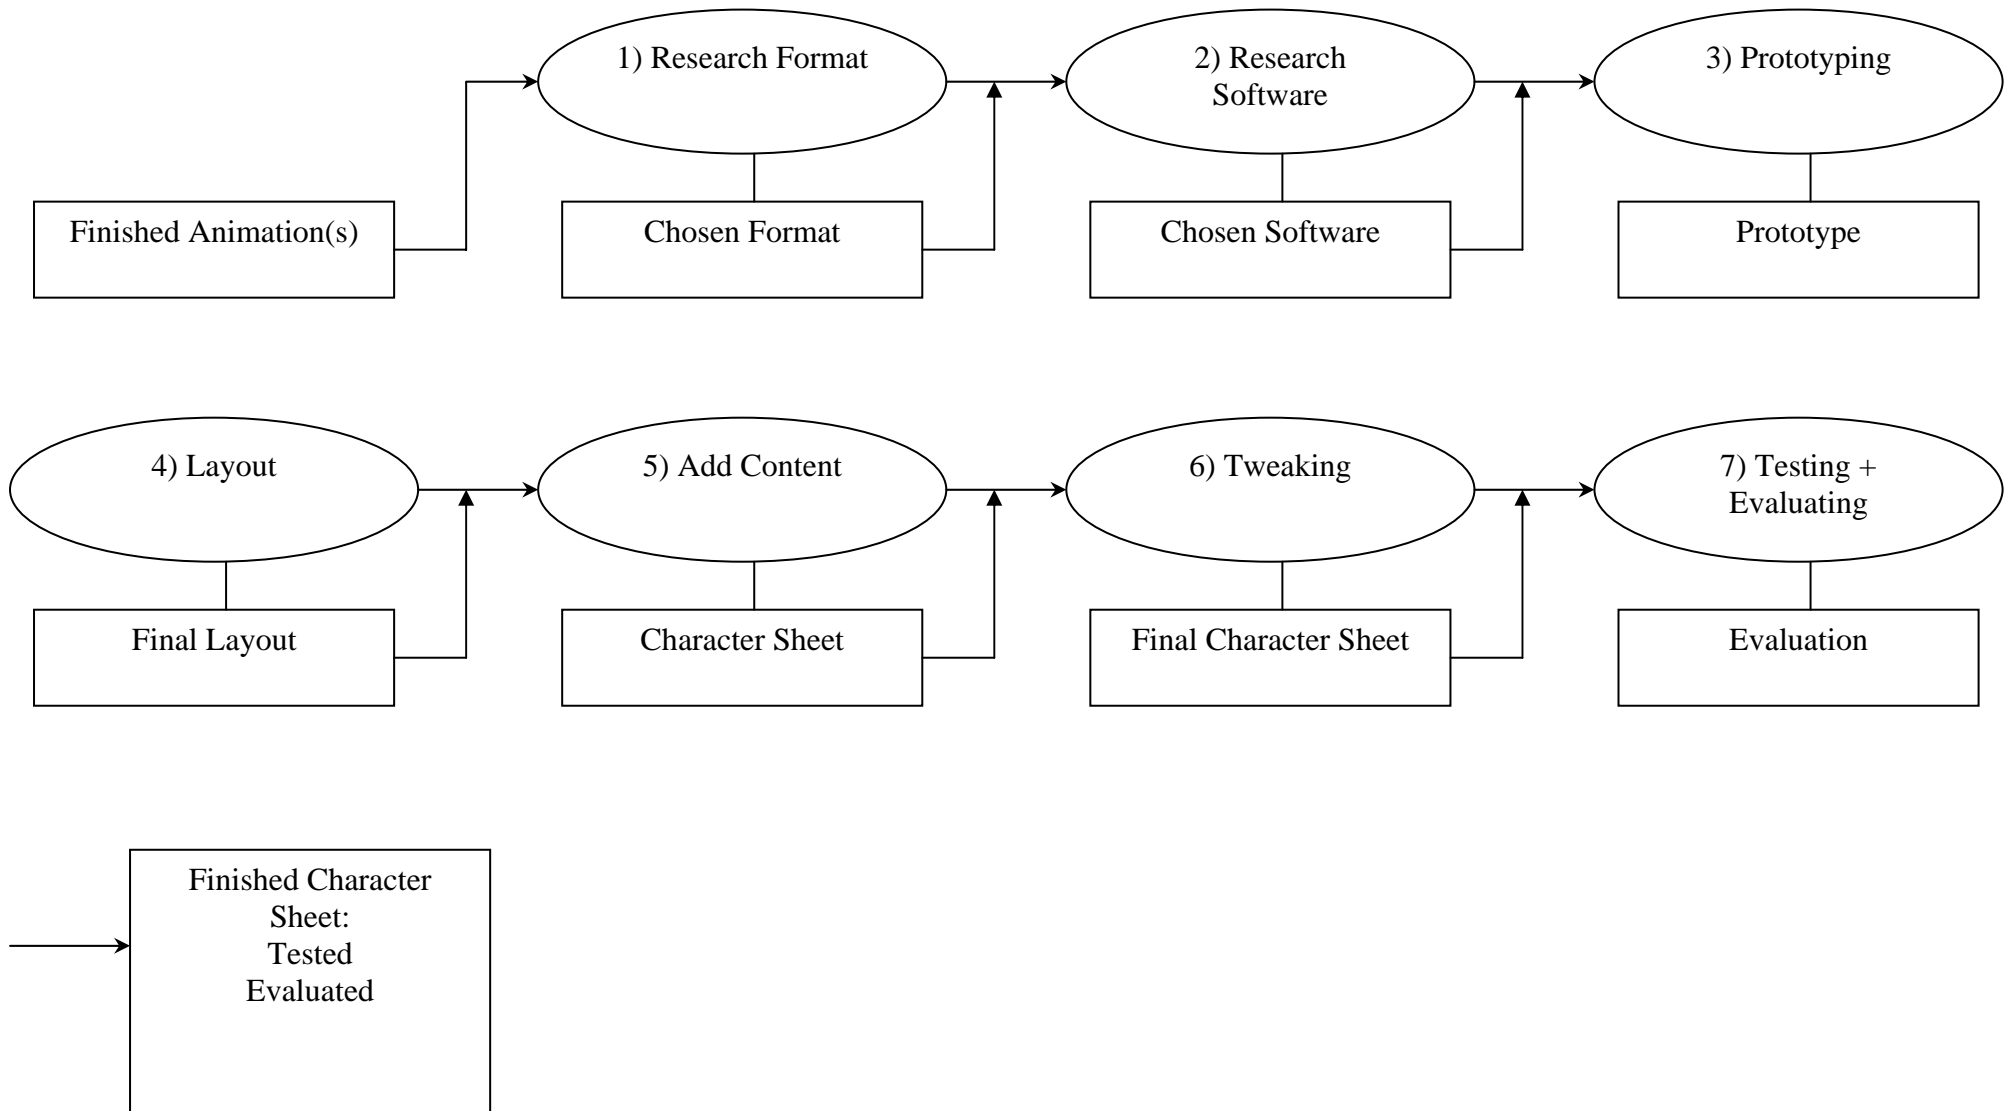 1) Research Format
2) Research
Software
3) Prototyping
Finished Animation(s)
Chosen Format
Chosen Software
Prototype
4) Layout
5) Add Content
6) Tweaking
7) Testing +
Evaluating
Final Layout
Character Sheet
Final Character Sheet
Evaluation
Finished Character
Sheet:
Tested
Evaluated